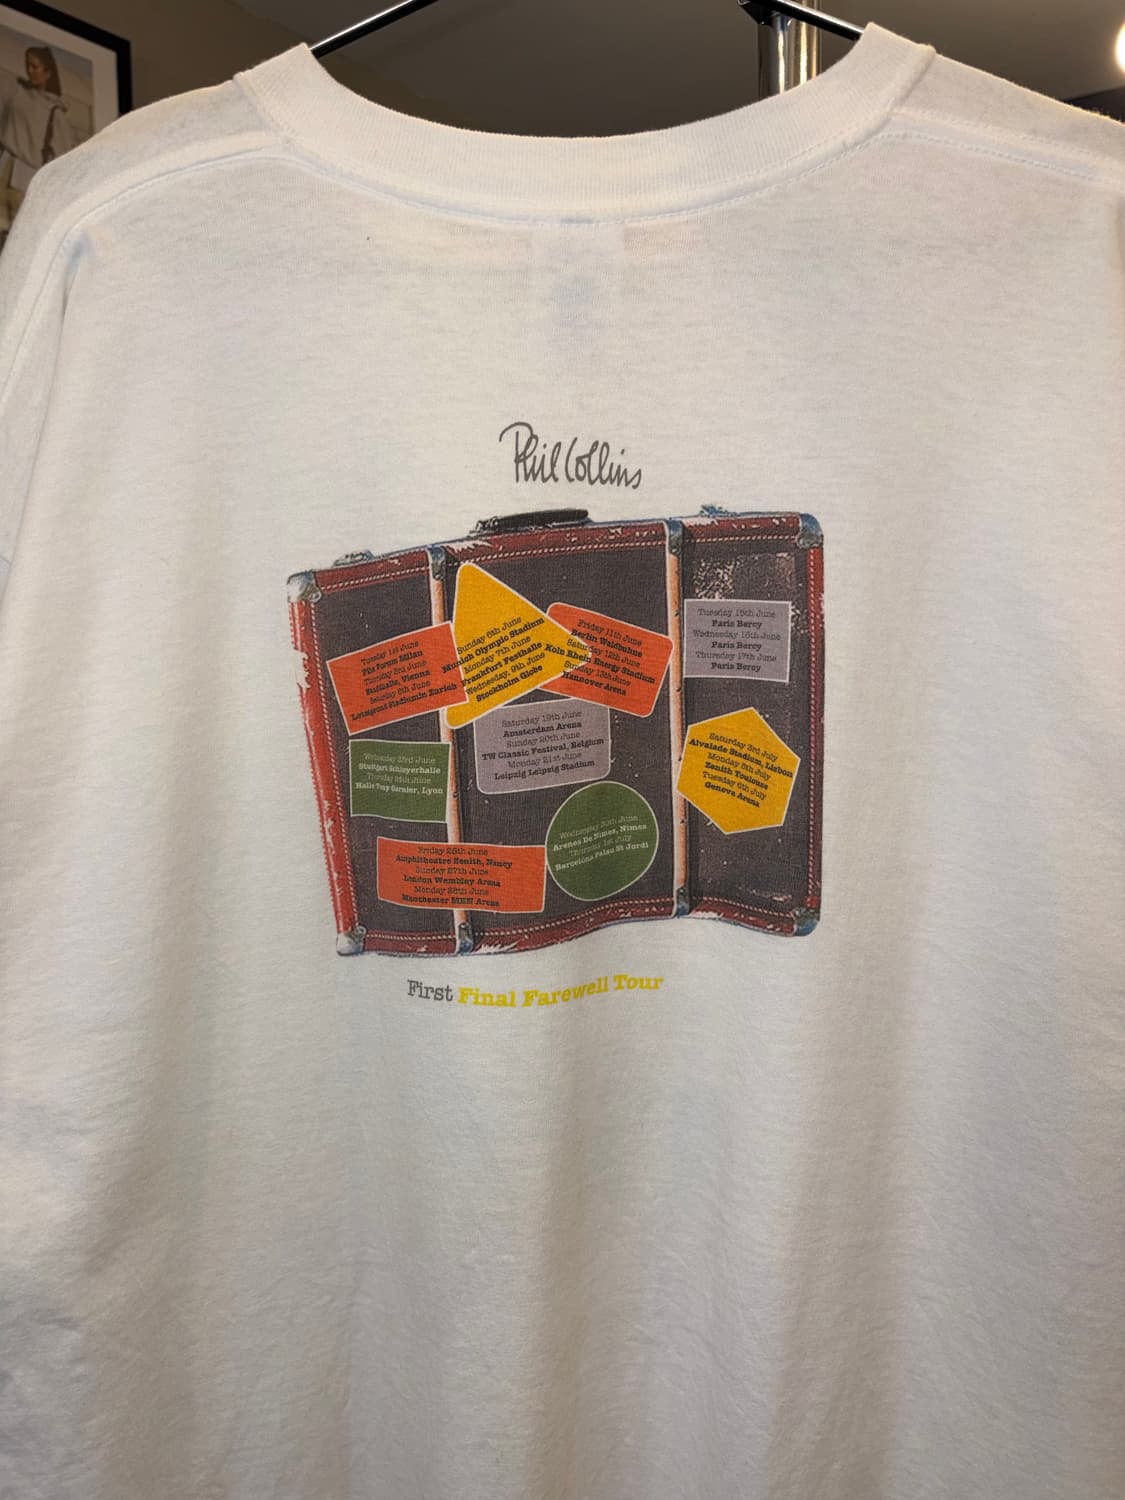 Phil Collins
Tuesday 1st June
Fila Forum Milan
Thursday 3rd June
Stadhalle, Vienna
Saturday 5th June
Letzigrund Stadium in Zurich
Sunday 6th June
Munich Olympic Stadium
Monday 7th June
Frankfurt Festhalle
Wednesday, 9th June
Stockholm Globe
Friday 11th June
Berlin Waldbuhne
Saturday 12th June
Koln Rhein Energy Stadium
Sunday 13th June
Hannover Arena
Tuesday 15th June
Paris Bercy
Wednesday 16th June
Paris Bercy
Thursday 17th June
Paris Bercy
Saturday 19th June
Amsterdam Arena
Sunday 20th June
TW Classic Festival, Belgium
Monday 21st June
Leipzig Leipzig Stadium
Wednesday 23rd June
Stuttgart Schleyerhalle
Thursday 24th June
Halle Tony Garnier, Lyon
Friday 25th June
Amphitheatre Zenith, Nancy
Sunday 27th June
London Wembley Arena
Monday 28th June
Manchester MEN Arena
Wednesday 30th June
Arenes De Nimes, Nimes
Thursday 1st July
Barcelona Palau St Jordi
Saturday 3rd July
Alvalade Stadium, Lisbon
Monday 5th July
Zenith Toulouse
Tuesday 6th July
Geneva Arena
First Final Farewell Tour